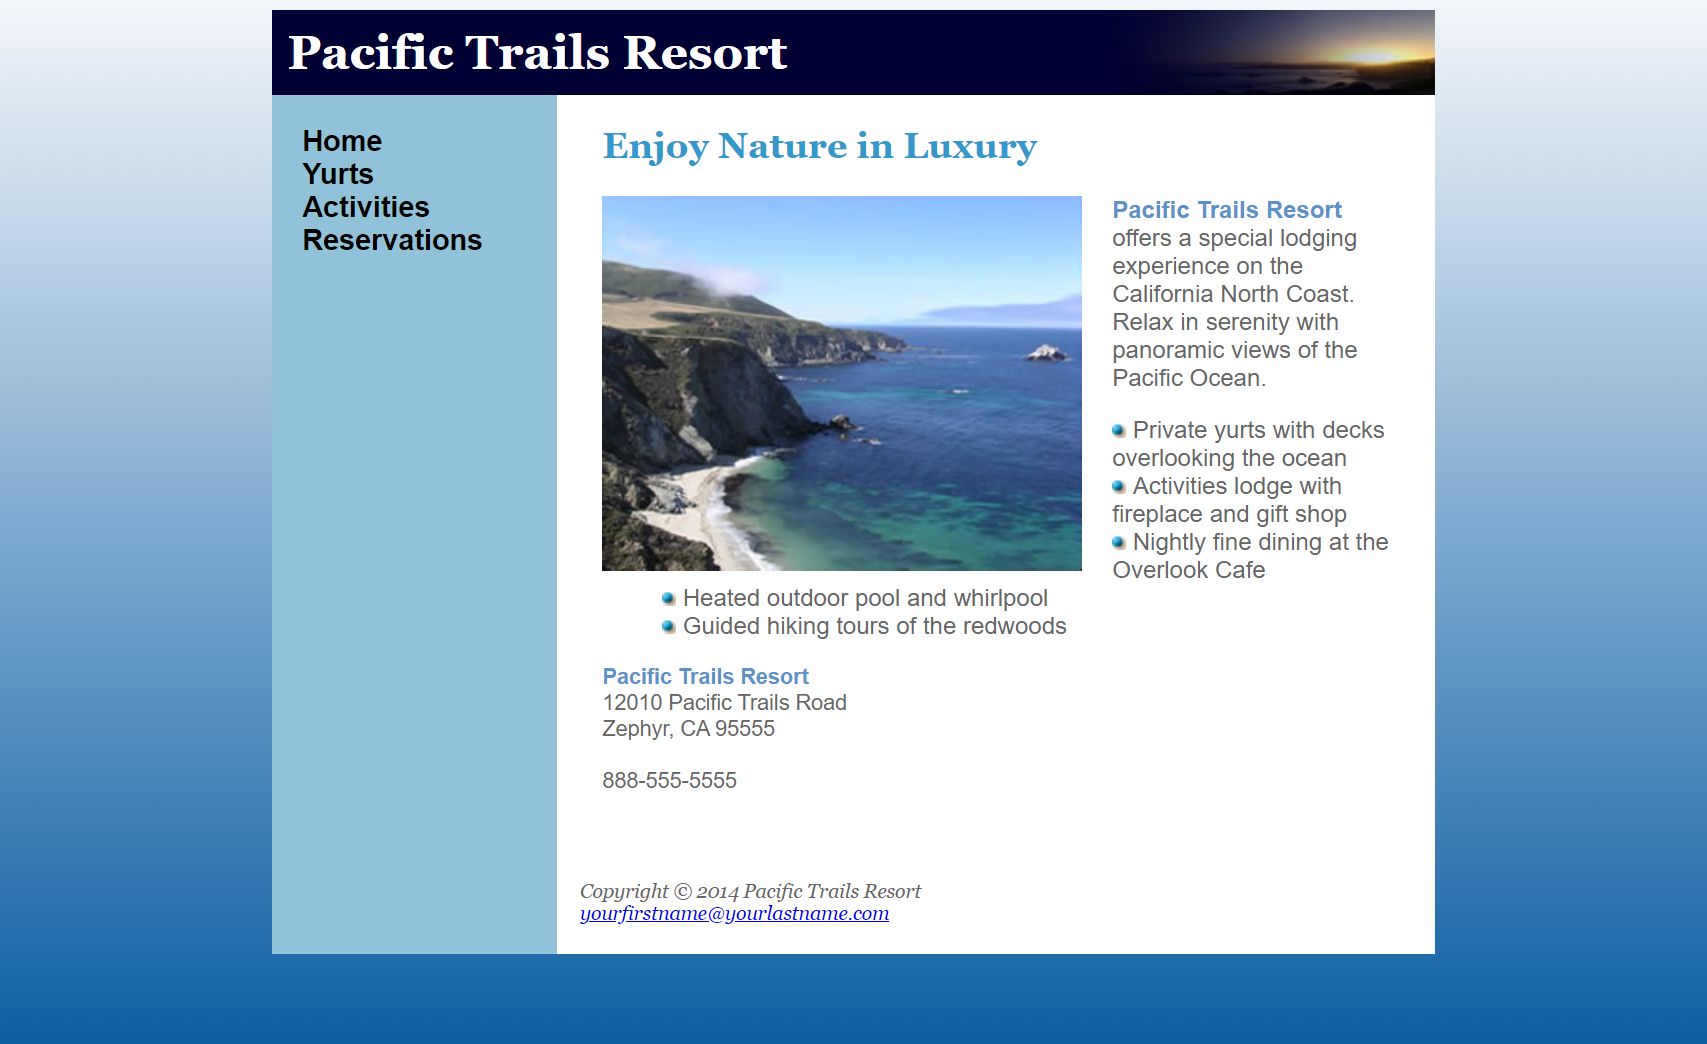 Pacific Trails Resort
Home
Yurts
Activities
Reservations
Enjoy Nature in Luxury
Pacific Trails Resort
offers a special lodging
experience on the
California North Coast.
Relax in serenity with
panoramic views of the
Pacific Ocean.
Private yurts with decks
overlooking the ocean
Activities lodge with
fireplace and gift shop
Nightly fine dining at the
Overlook Cafe
Heated outdoor pool and whirlpool
Guided hiking tours of the redwoods
Pacific Trails Resort
12010 Pacific Trails Road
Zephyr, CA 95555
888-555-5555
Copyright © 2014 Pacific Trails Resort
yourfirstname@yourlastname.com